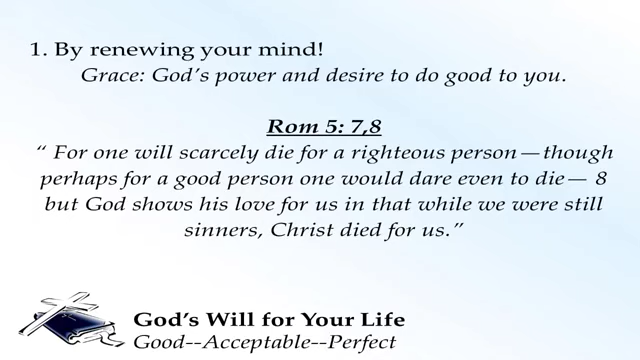 1. By renewing your mind!
Grace: God's power and desire to do good to you.
Rom 5: 7,8
“ For one will scarcely die for a righteous person—though
perhaps for a good person one would dare even to die— 8
but God shows his love for us in that while we were still
sinners, Christ died for us.”
God's Will for Your Life
Good--Acceptable--Perfect